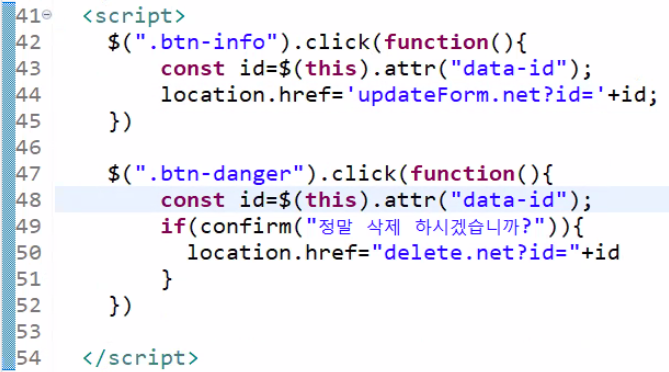 41 <script>
42 $(".btn-info").click(function(){
43 const id=$(this).attr("data-id");
44 location.href='updateForm.net?id='+id;
45 })
46
47 $(".btn-danger").click(function(){
48 const id=$(this).attr("data-id");
49 if(confirm("정말 삭제 하시겠습니까?")){
50 location.href="delete.net?id="+id
51 }
52 })
53
54 </script>